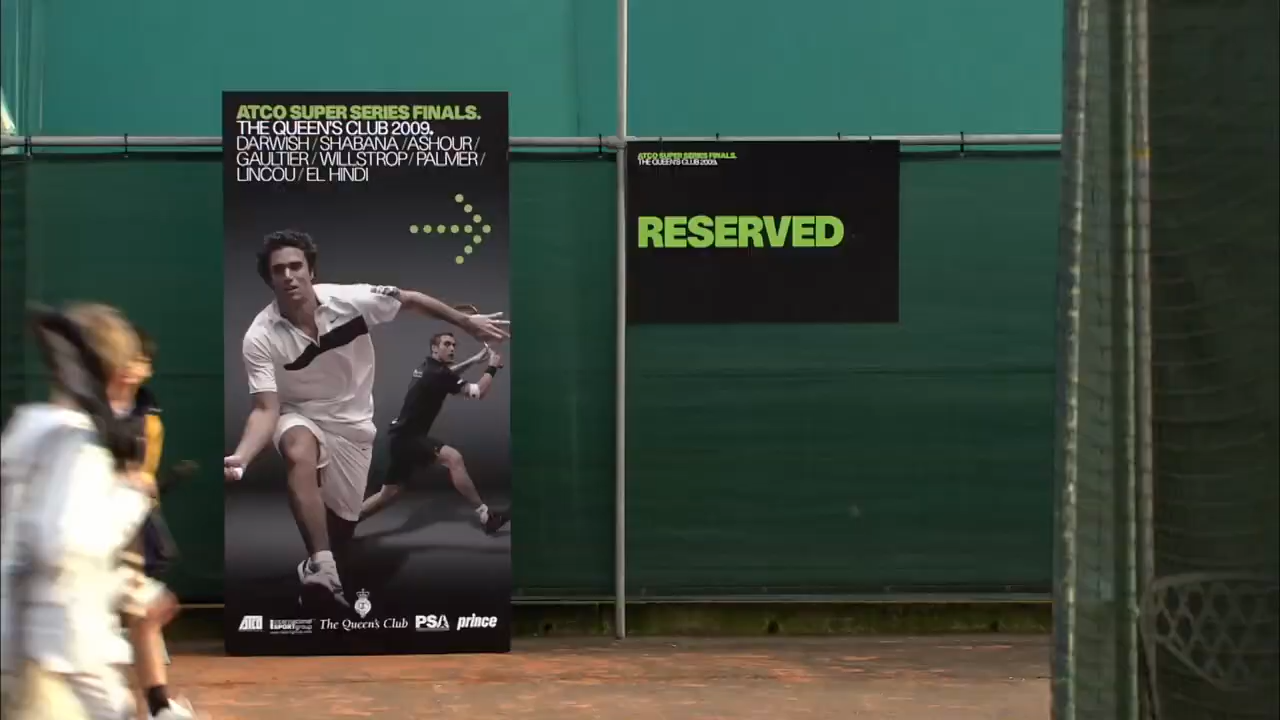 ATCO SUPER SERIES FINALS.
THE QUEEN'S CLUB 2009.
DARWISH / SHABANA / ASHOUR /
GAULTIER / WILLSTROP / PALMER /
LINCOU / EL HINDI
ATCO
The Queen's Club
PSA
prince
ATCO SUPER SERIES FINALS.
THE QUEEN'S CLUB 2009.
RESERVED